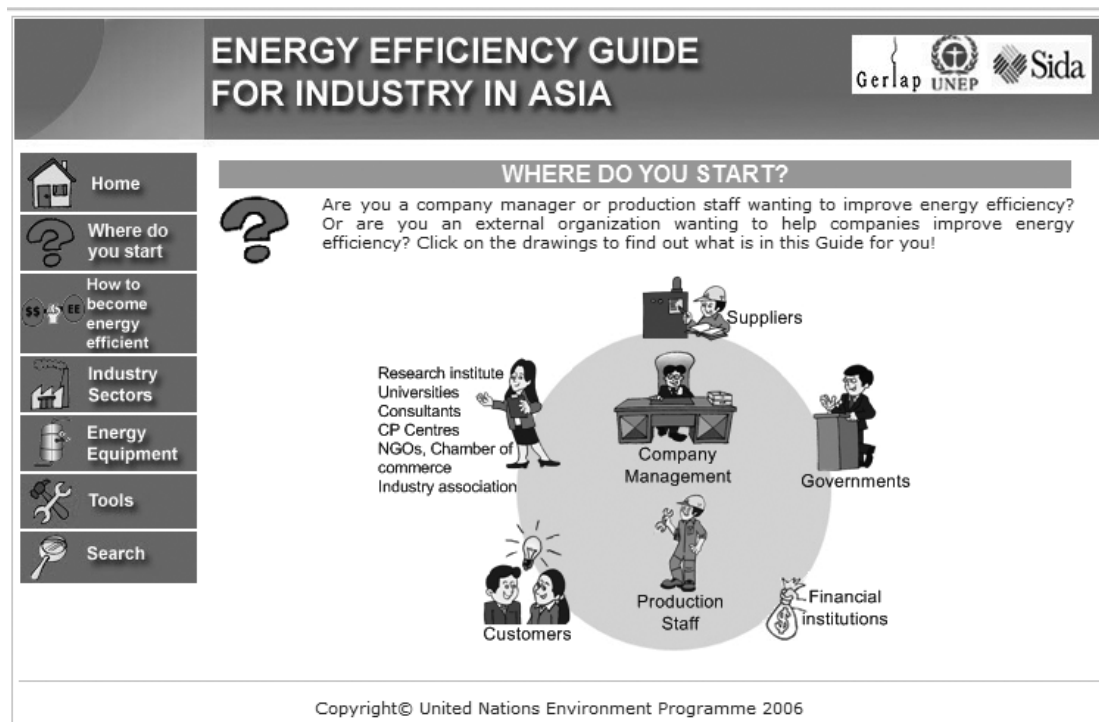 ENERGY EFFICIENCY GUIDE
FOR INDUSTRY IN ASIA
Gerlap
UNEP
Sida
Home
Where do
you start
$$
EE
How to
become
energy
efficient
Industry
Sectors
Energy
Equipment
Tools
Search
WHERE DO YOU START?
Are you a company manager or production staff wanting to improve energy efficiency?
Or are you an external organization wanting to help companies improve energy
efficiency? Click on the drawings to find out what is in this Guide for you!
Suppliers
Research institute
Universities
Consultants
CP Centres
NGOs, Chamber of
commerce
Industry association
Company
Management
Governments
Customers
Production
Staff
$
Financial
institutions
Copyright© United Nations Environment Programme 2006